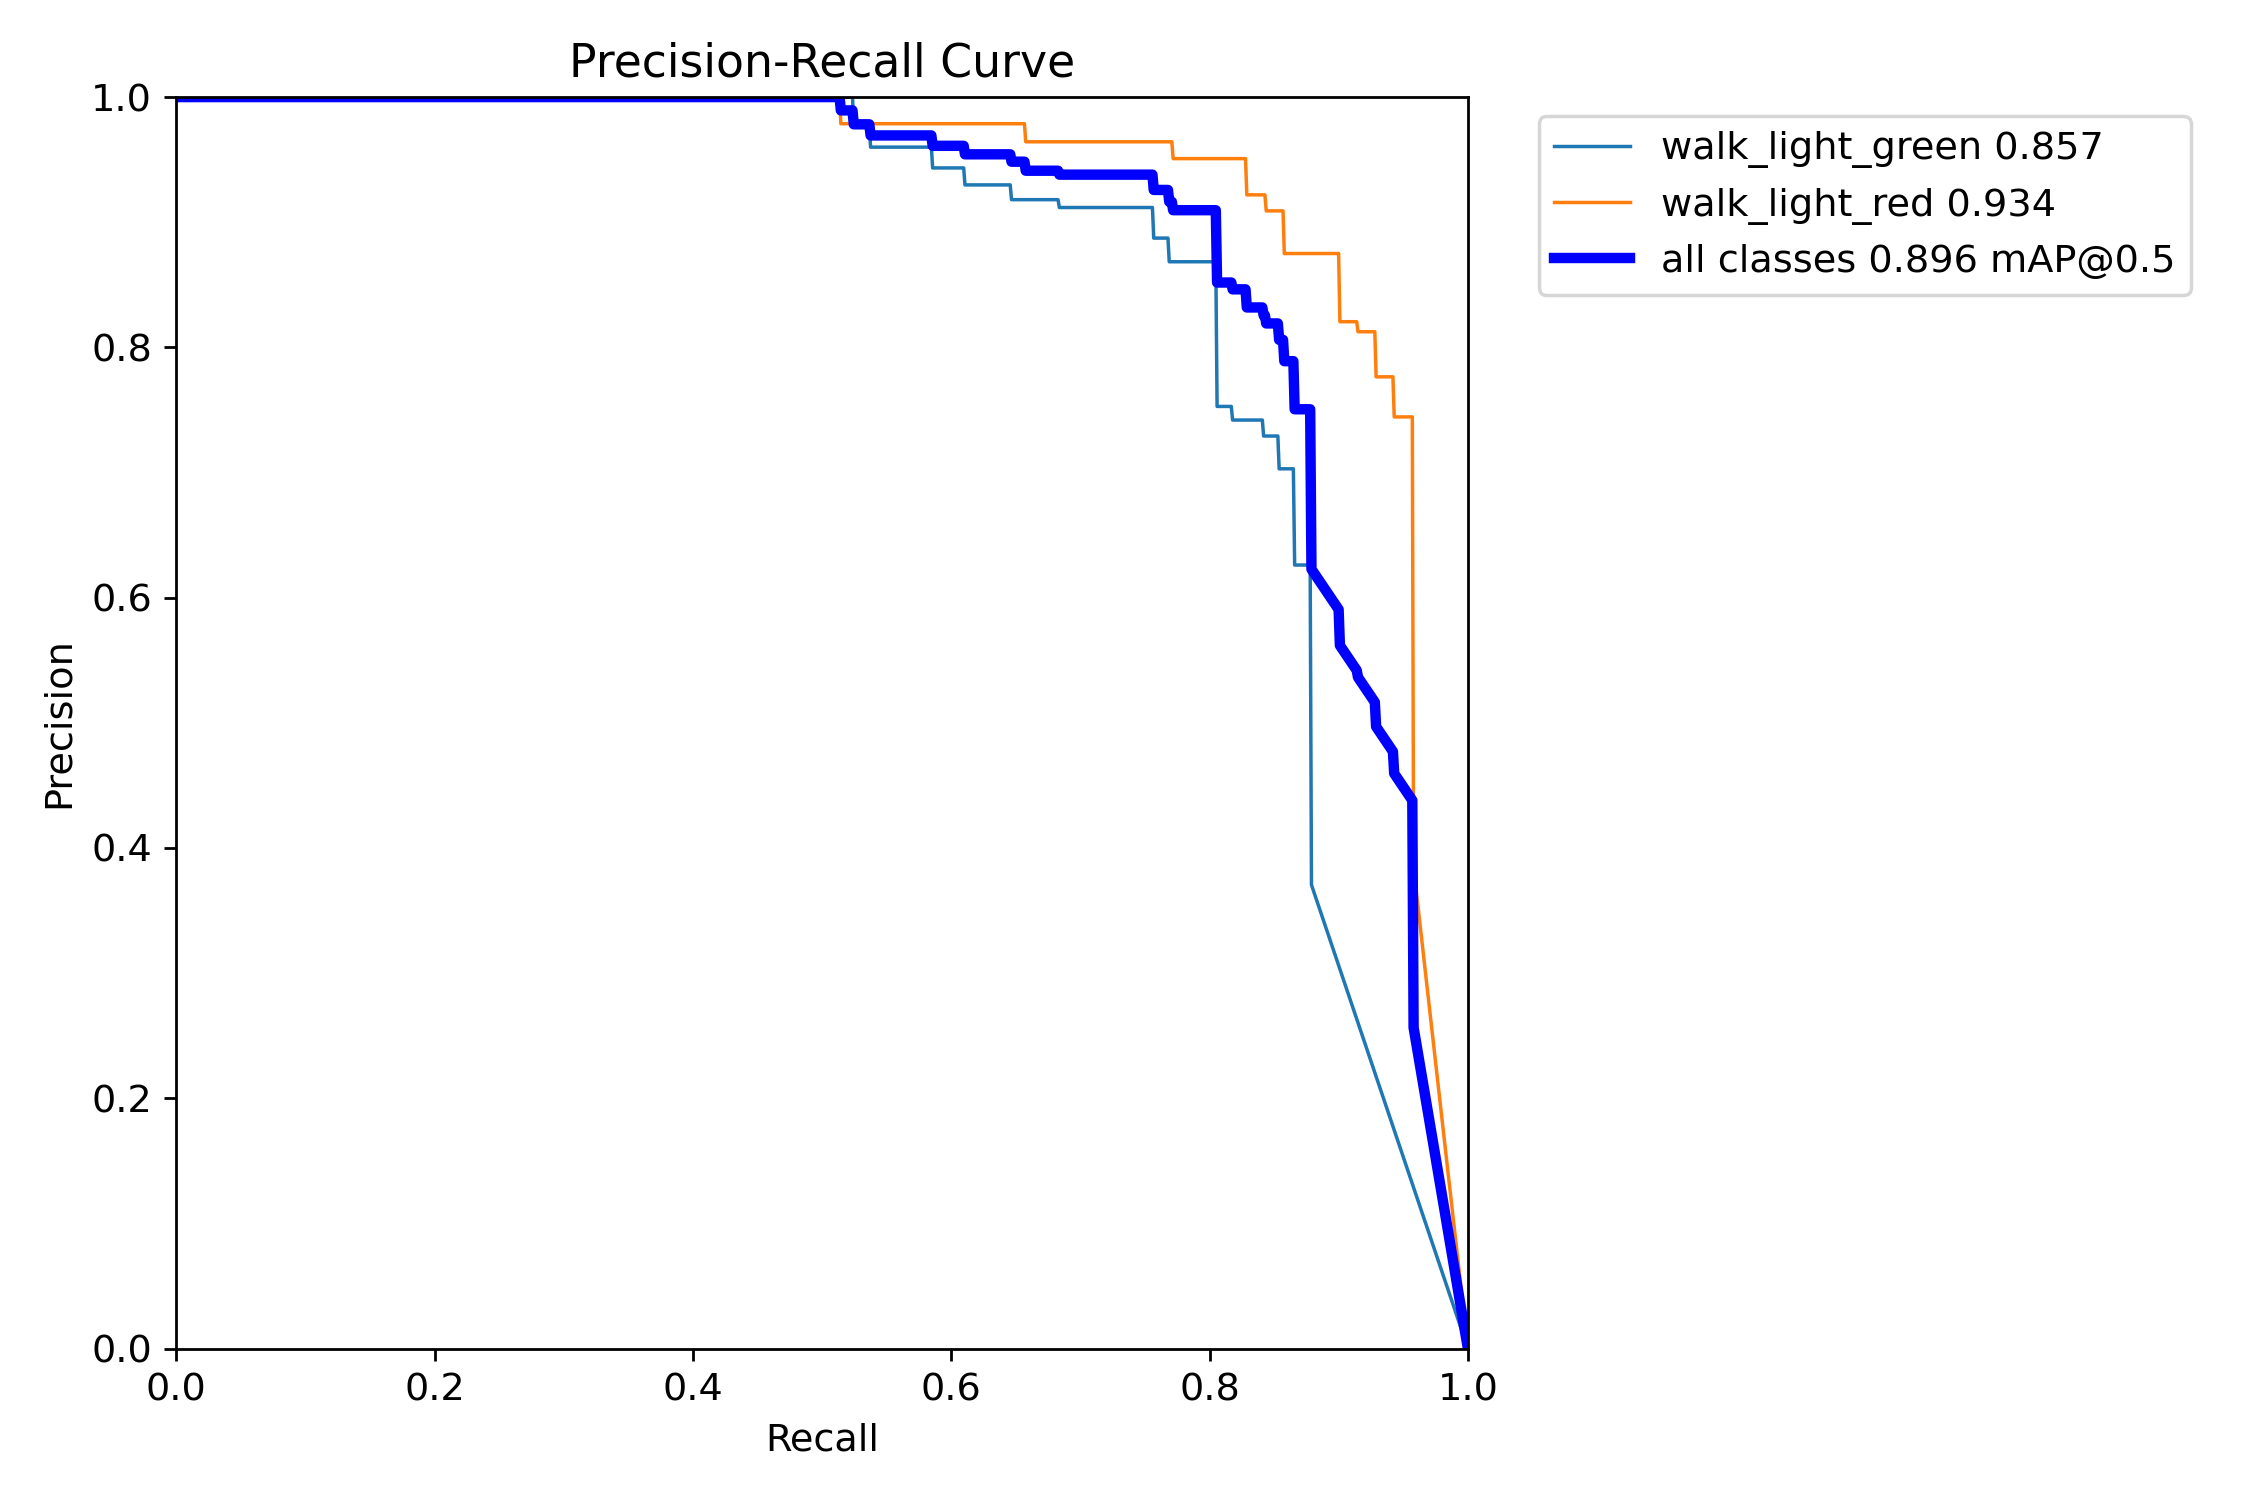 Precision-Recall Curve
1.0
0.8
0.6
0.4
0.2
0.0
Precision
0.0 0.2 0.4 0.6 0.8 1.0
Recall
walk_light_green 0.857
walk_light_red 0.934
all classes 0.896 mAP@0.5